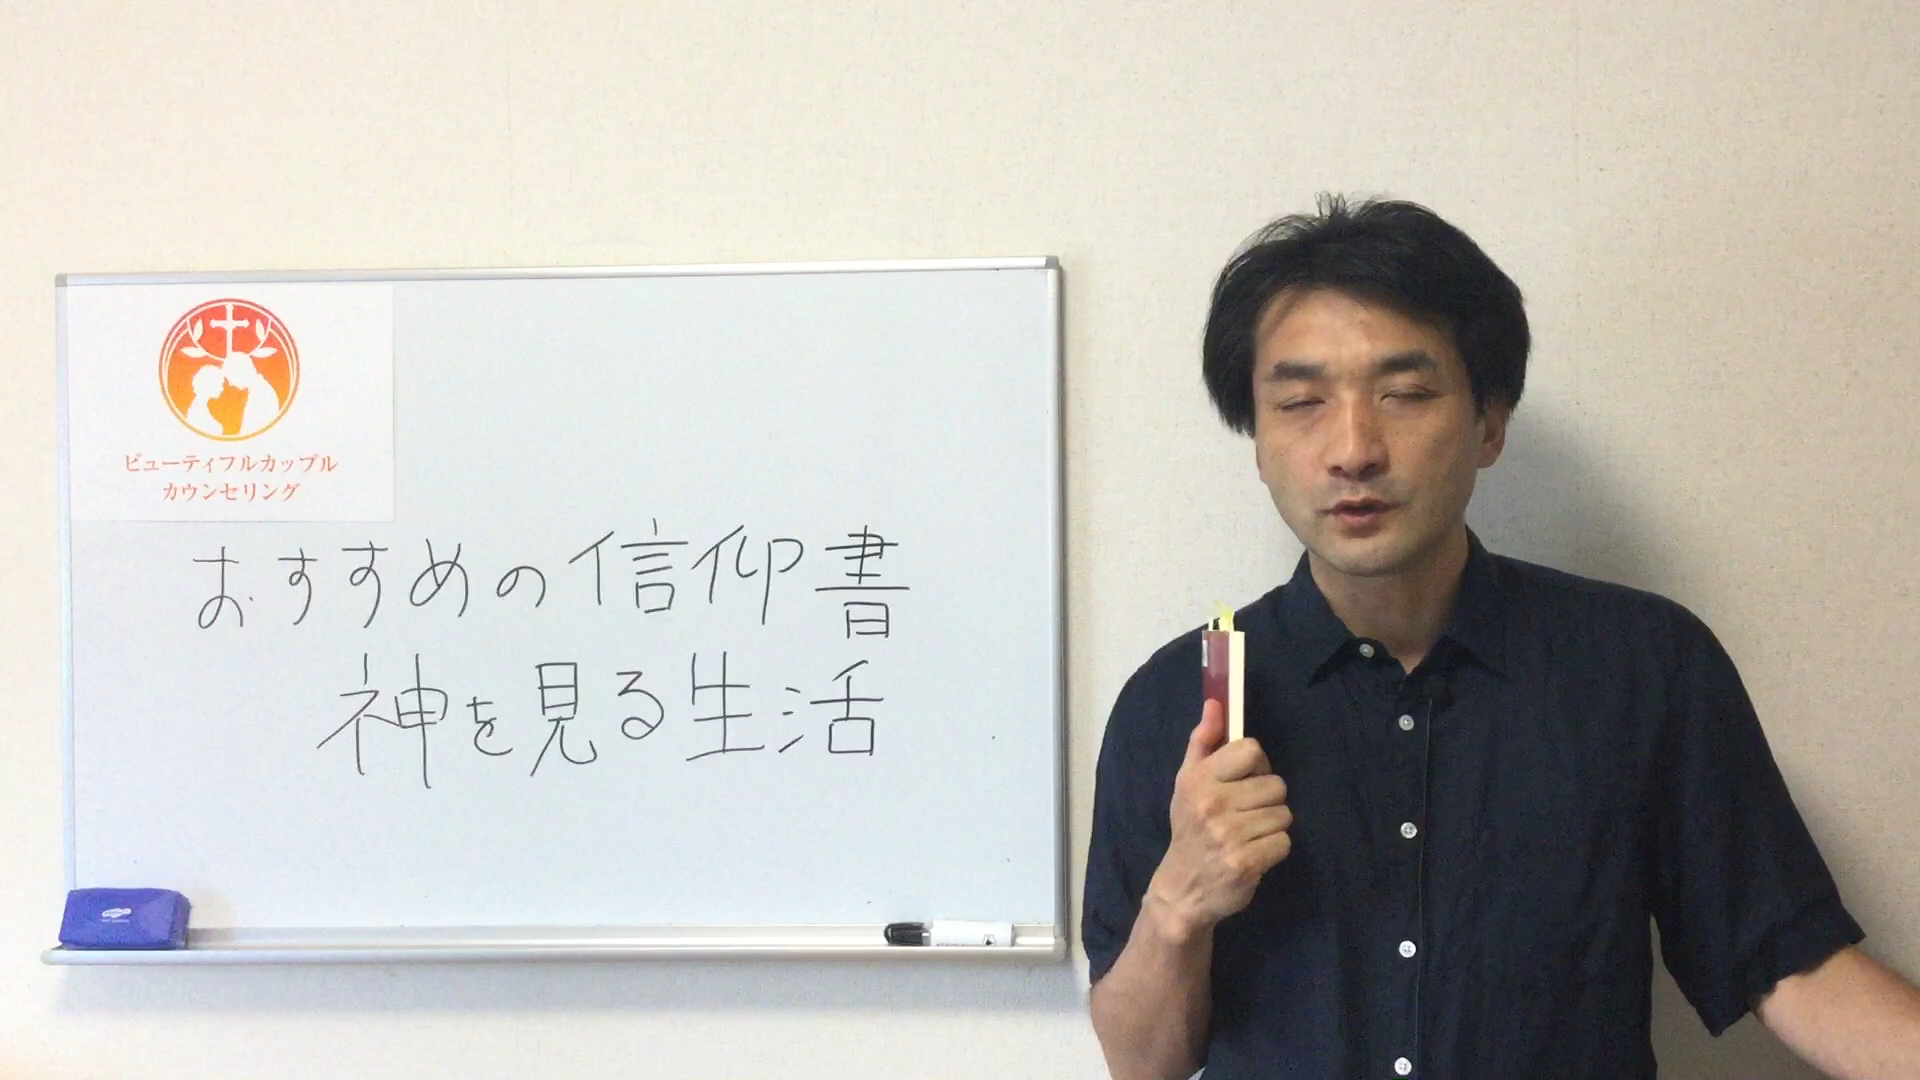 ビューティフルカップル
カウンセリング
おすすめの信仰書
神を見る生活